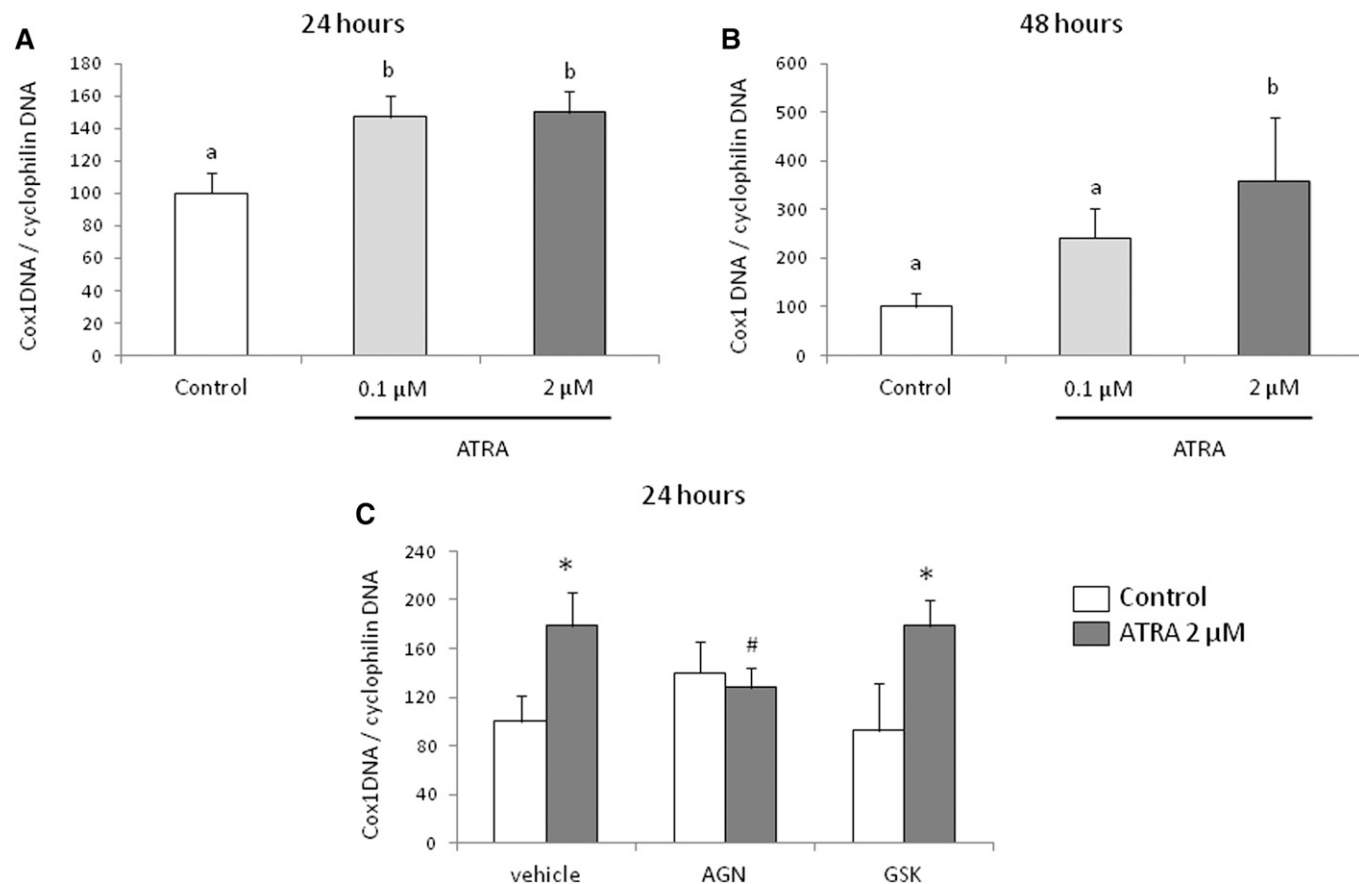 24 hours
A
Cox1DNA / cyclophilin DNA
180
160
140
120
100
80
60
40
20
0
a
b
b
Control
0.1 μM
2 μM
ATRA
48 hours
B
Cox1 DNA / cyclophilin DNA
600
500
400
300
200
100
0
a
a
b
Control
0.1 μM
2 μM
ATRA
24 hours
C
Cox1DNA / cyclophilin DNA
240
200
160
120
80
40
0
*
#
*
vehicle
AGN
GSK
Control
ATRA 2 μM